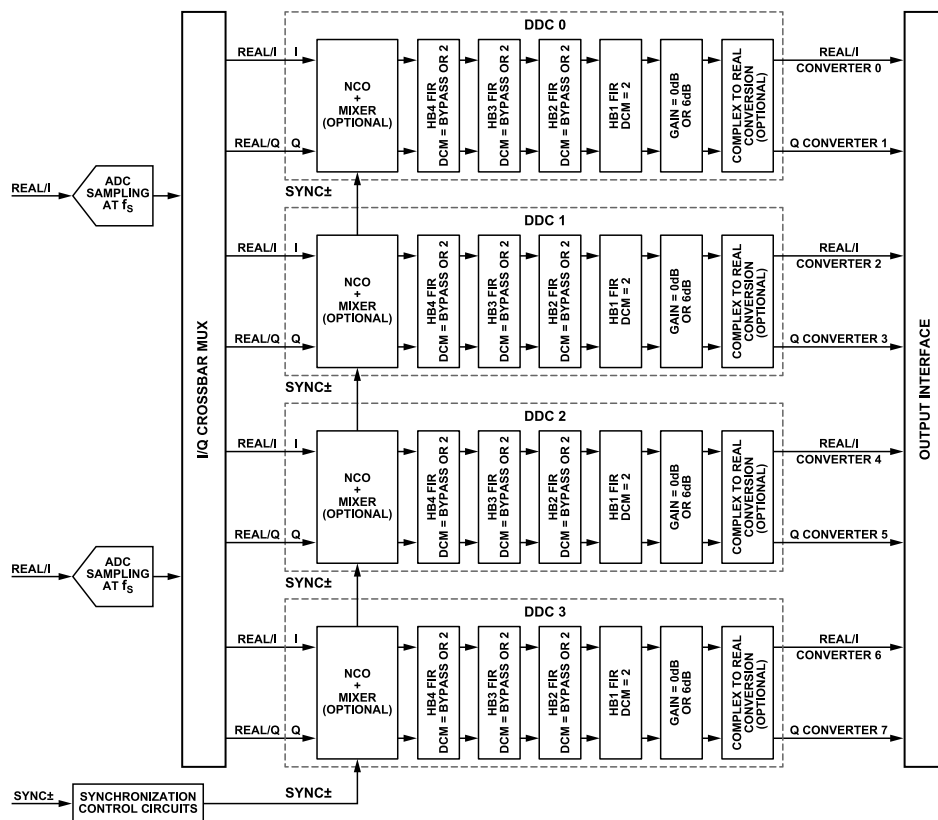 DDC 0
REAL/I I
REAL/Q Q
NCO
+
MIXER
(OPTIONAL)
HB4 FIR
DCM = BYPASS OR 2
HB3 FIR
DCM = BYPASS OR 2
HB2 FIR
DCM = BYPASS OR 2
HB1 FIR
DCM = 2
GAIN = 0dB
OR 6dB
COMPLEX TO REAL
CONVERSION
(OPTIONAL)
REAL/I
CONVERTER 0
Q CONVERTER 1
SYNC±
REAL/I
ADC
SAMPLING
AT fS
I/Q CROSSBAR MUX
OUTPUT INTERFACE
DDC 1
REAL/I I
REAL/Q Q
NCO
+
MIXER
(OPTIONAL)
HB4 FIR
DCM = BYPASS OR 2
HB3 FIR
DCM = BYPASS OR 2
HB2 FIR
DCM = BYPASS OR 2
HB1 FIR
DCM = 2
GAIN = 0dB
OR 6dB
COMPLEX TO REAL
CONVERSION
(OPTIONAL)
REAL/I
CONVERTER 2
Q CONVERTER 3
SYNC±
DDC 2
REAL/I I
REAL/Q Q
NCO
+
MIXER
(OPTIONAL)
HB4 FIR
DCM = BYPASS OR 2
HB3 FIR
DCM = BYPASS OR 2
HB2 FIR
DCM = BYPASS OR 2
HB1 FIR
DCM = 2
GAIN = 0dB
OR 6dB
COMPLEX TO REAL
CONVERSION
(OPTIONAL)
REAL/I
CONVERTER 4
Q CONVERTER 5
SYNC±
REAL/I
ADC
SAMPLING
AT fS
DDC 3
REAL/I I
REAL/Q Q
NCO
+
MIXER
(OPTIONAL)
HB4 FIR
DCM = BYPASS OR 2
HB3 FIR
DCM = BYPASS OR 2
HB2 FIR
DCM = BYPASS OR 2
HB1 FIR
DCM = 2
GAIN = 0dB
OR 6dB
COMPLEX TO REAL
CONVERSION
(OPTIONAL)
REAL/I
CONVERTER 6
Q CONVERTER 7
SYNC±
SYNC±
SYNCHRONIZATION
CONTROL CIRCUITS